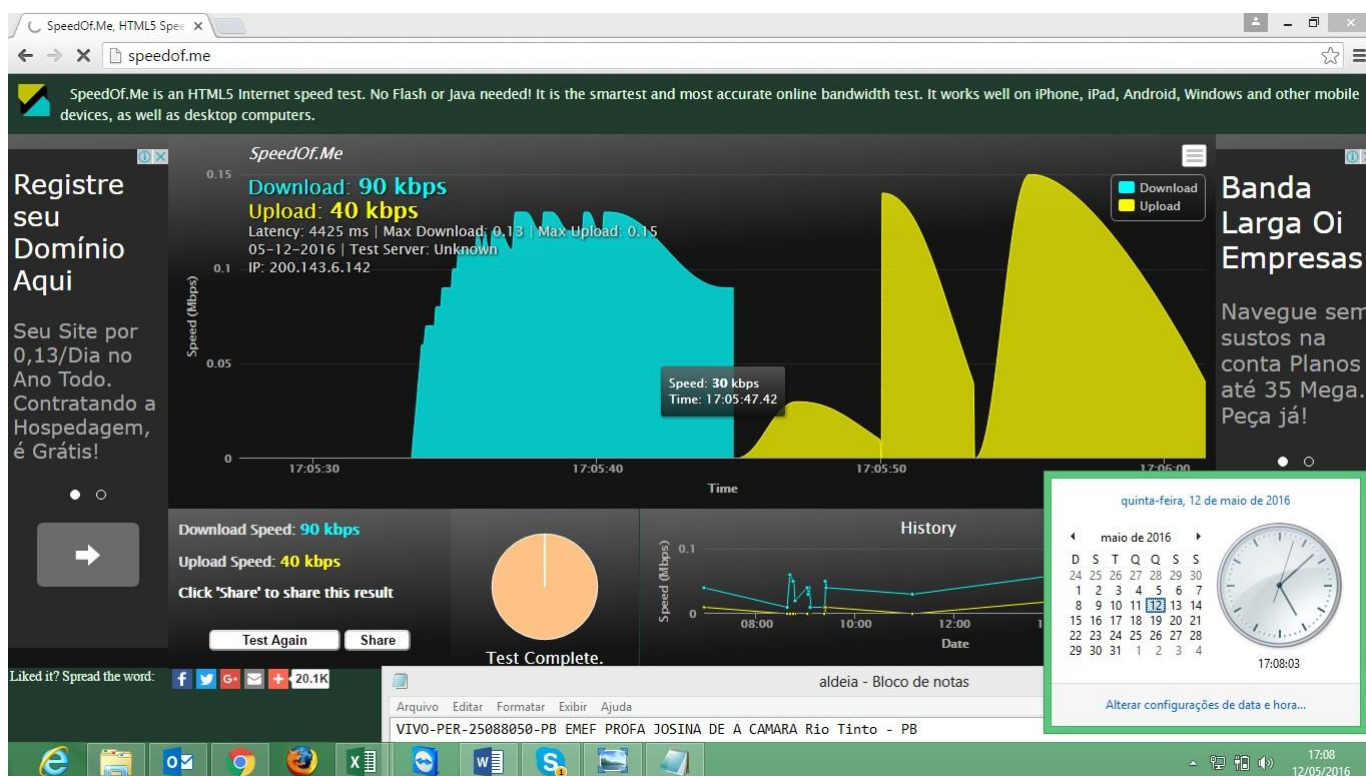 SpeedOf.Me, HTML5 Spee
speedof.me
SpeedOf.Me is an HTML5 Internet speed test. No Flash or Java needed! It is the smartest and most accurate online bandwidth test. It works well on iPhone, iPad, Android, Windows and other mobile
devices, as well as desktop computers.
Registre
seu
Domínio
Aqui
Seu Site por
0,13/Dia no
Ano Todo.
Contratando a
Hospedagem,
é Grátis!
SpeedOf.Me
Download: 90 kbps
Upload: 40 kbps
Latency: 4425 ms | Max Download: 0.13 | Max Upload: 0.15
05-12-2016 | Test Server: Unknown
IP: 200.143.6.142
Download
Upload
0.15
0.1
0.05
0
Speed (Mbps)
Speed: 30 kbps
Time: 17:05:47.42
17:05:30 17:05:40 17:05:50 17:06:00
Time
Banda
Larga Oi
Empresas
Navegue sem
sustos na
conta Planos
até 35 Mega.
Peça já!
Download Speed: 90 kbps
Upload Speed: 40 kbps
Click 'Share' to share this result
Test Again Share
Test Complete.
History
Speed (Mbps)
0.1
0
08:00 10:00 12:00 1
Date
quinta-feira, 12 de maio de 2016
maio de 2016
D S T Q Q S S
24 25 26 27 28 29 30
1 2 3 4 5 6 7
8 9 10 11 12 13 14
15 16 17 18 19 20 21
22 23 24 25 26 27 28
29 30 31 1 2 3 4
17:08:03
Alterar configurações de data e hora...
Liked it? Spread the word:
20.1K
aldeia - Bloco de notas
Arquivo Editar Formatar Exibir Ajuda
VIVO-PER-25088050-PB EMEF PROFA JOSINA DE A CAMARA Rio Tinto - PB
17:08
12/05/2016